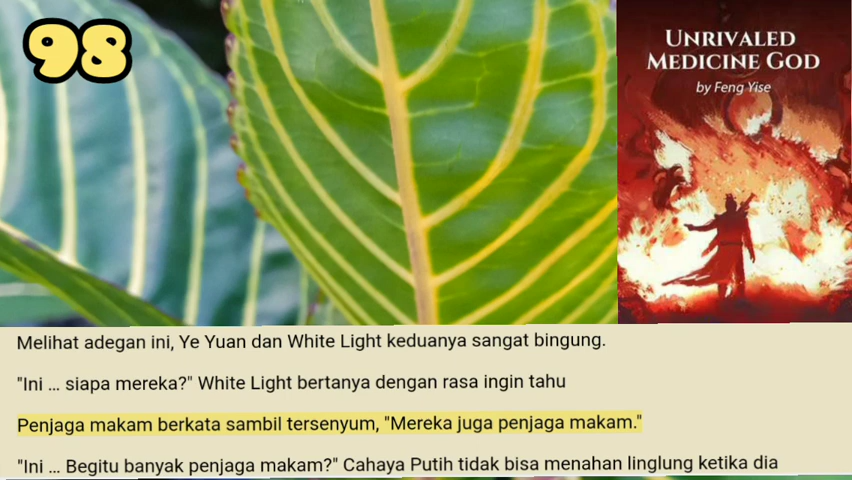 98
UNRIVALED
MEDICINE GOD
by Feng Yise
Melihat adegan ini, Ye Yuan dan White Light keduanya sangat bingung.
"Ini ... siapa mereka?" White Light bertanya dengan rasa ingin tahu
Penjaga makam berkata sambil tersenyum, "Mereka juga penjaga makam."
"Ini ... Begitu banyak penjaga makam?" Cahaya Putih tidak bisa menahan linglung ketika dia